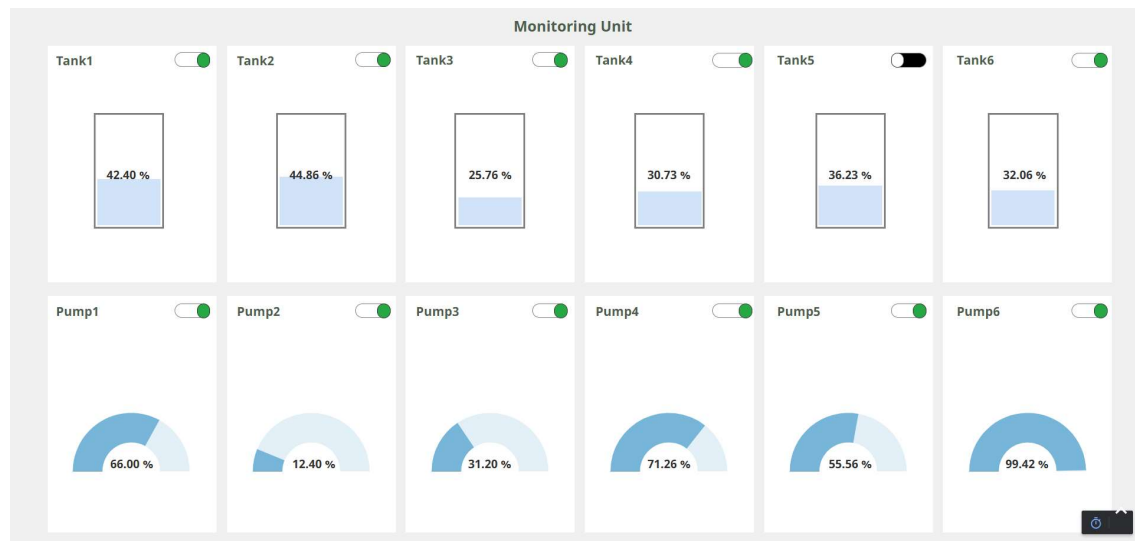 Monitoring Unit
Tank1 Tank2 Tank3 Tank4 Tank5 Tank6
42.40 % 44.86 % 25.76 % 30.73 % 36.23 % 32.06 %
Pump1 Pump2 Pump3 Pump4 Pump5 Pump6
66.00 % 12.40 % 31.20 % 71.26 % 55.56 % 99.42 %